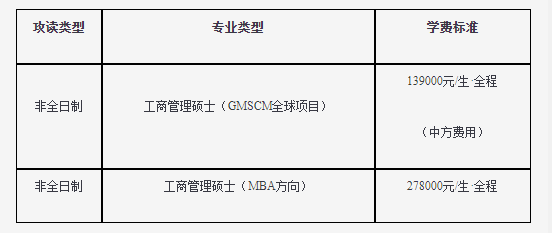 攻读类型 专业类型 学费标准
非全日制 工商管理硕士（GMSCM全球项目） 139000元/生·全程
（中方费用）
非全日制 工商管理硕士（MBA方向） 278000元/生·全程